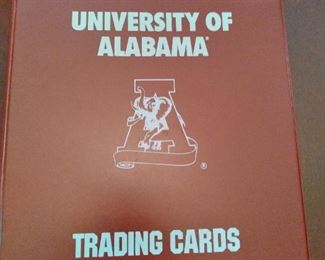 UNIVERSITY OF
ALABAMA®
A
®
TRADING CARDS